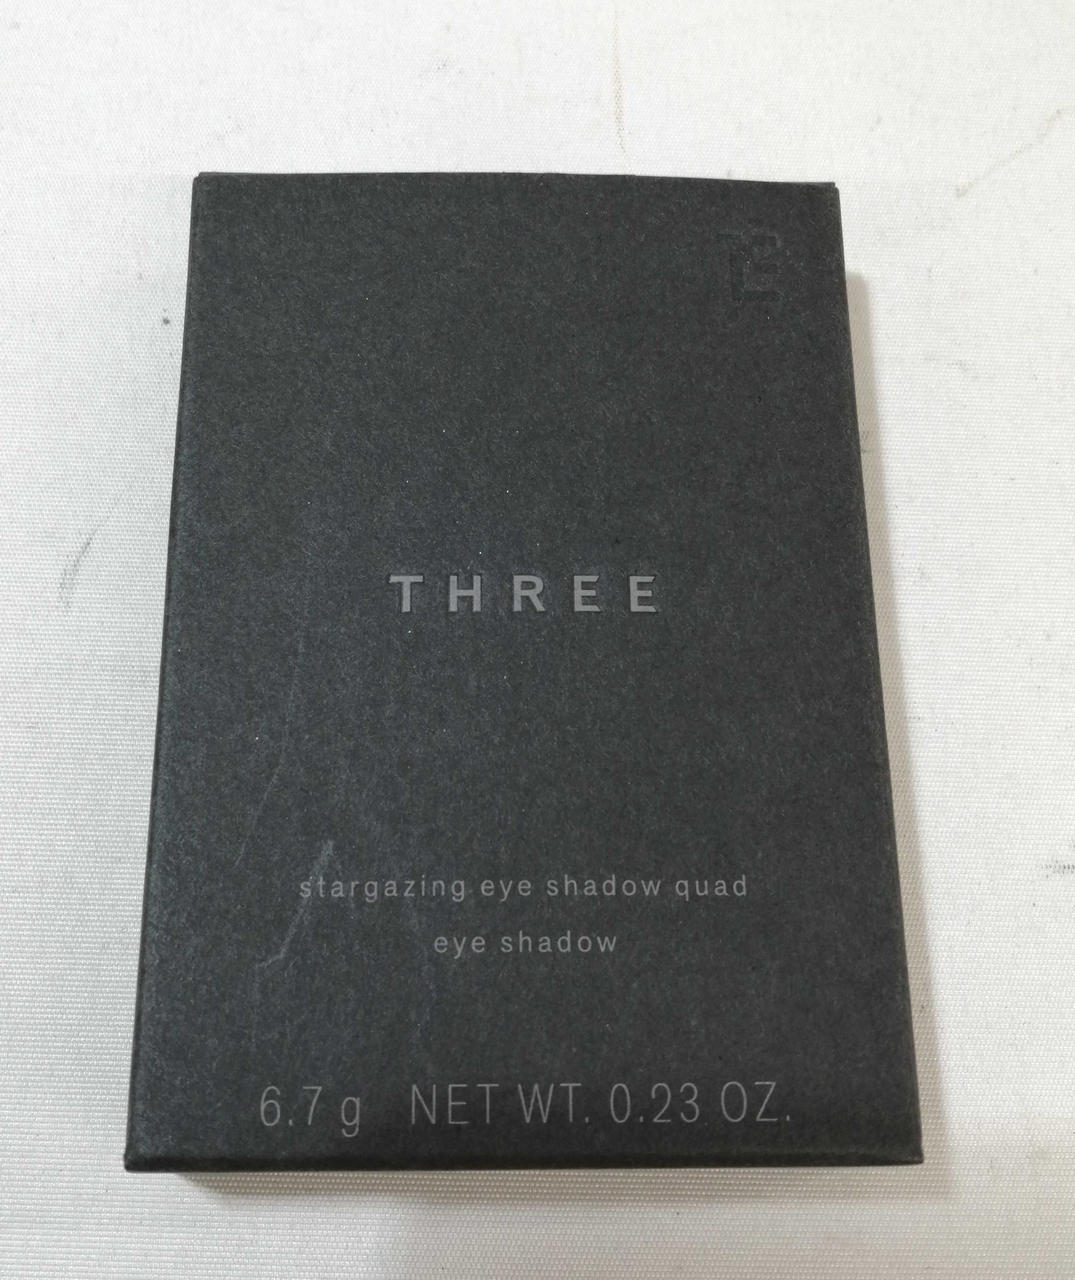 THREE
stargazing eye shadow quad
eye shadow
6.7 g NET WT. 0.23 OZ.